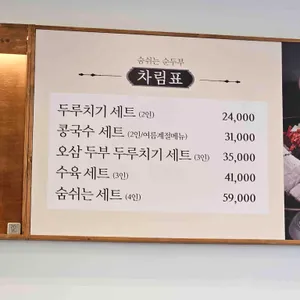 숨쉬는 순두부
차림표
두루치기 세트 (2인) 24,000
콩국수 세트 (2인/여름계절메뉴) 31,000
오삼 두부 두루치기 세트 (3인) 35,000
수육 세트 (3인) 41,000
숨쉬는 세트 (4인) 59,000